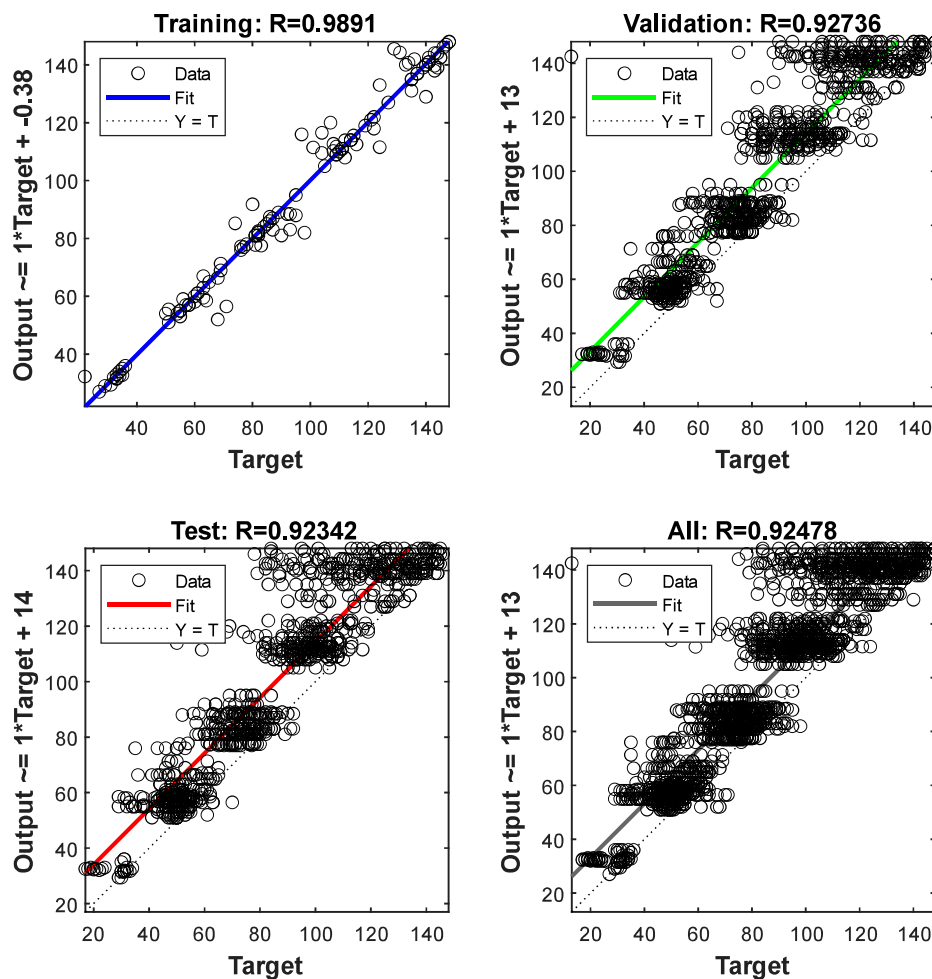 Training: R=0.9891
Output ~= 1*Target + -0.38
140
120
100
80
60
40
Data
Fit
Y = T
40 60 80 100 120 140
Target
Validation: R=0.92736
Output ~= 1*Target + 13
140
120
100
80
60
40
20
Data
Fit
Y = T
20 40 60 80 100 120 140
Target
Test: R=0.92342
Output ~= 1*Target + 14
140
120
100
80
60
40
20
Data
Fit
Y = T
20 40 60 80 100 120 140
Target
All: R=0.92478
Output ~= 1*Target + 13
140
120
100
80
60
40
20
Data
Fit
Y = T
20 40 60 80 100 120 140
Target